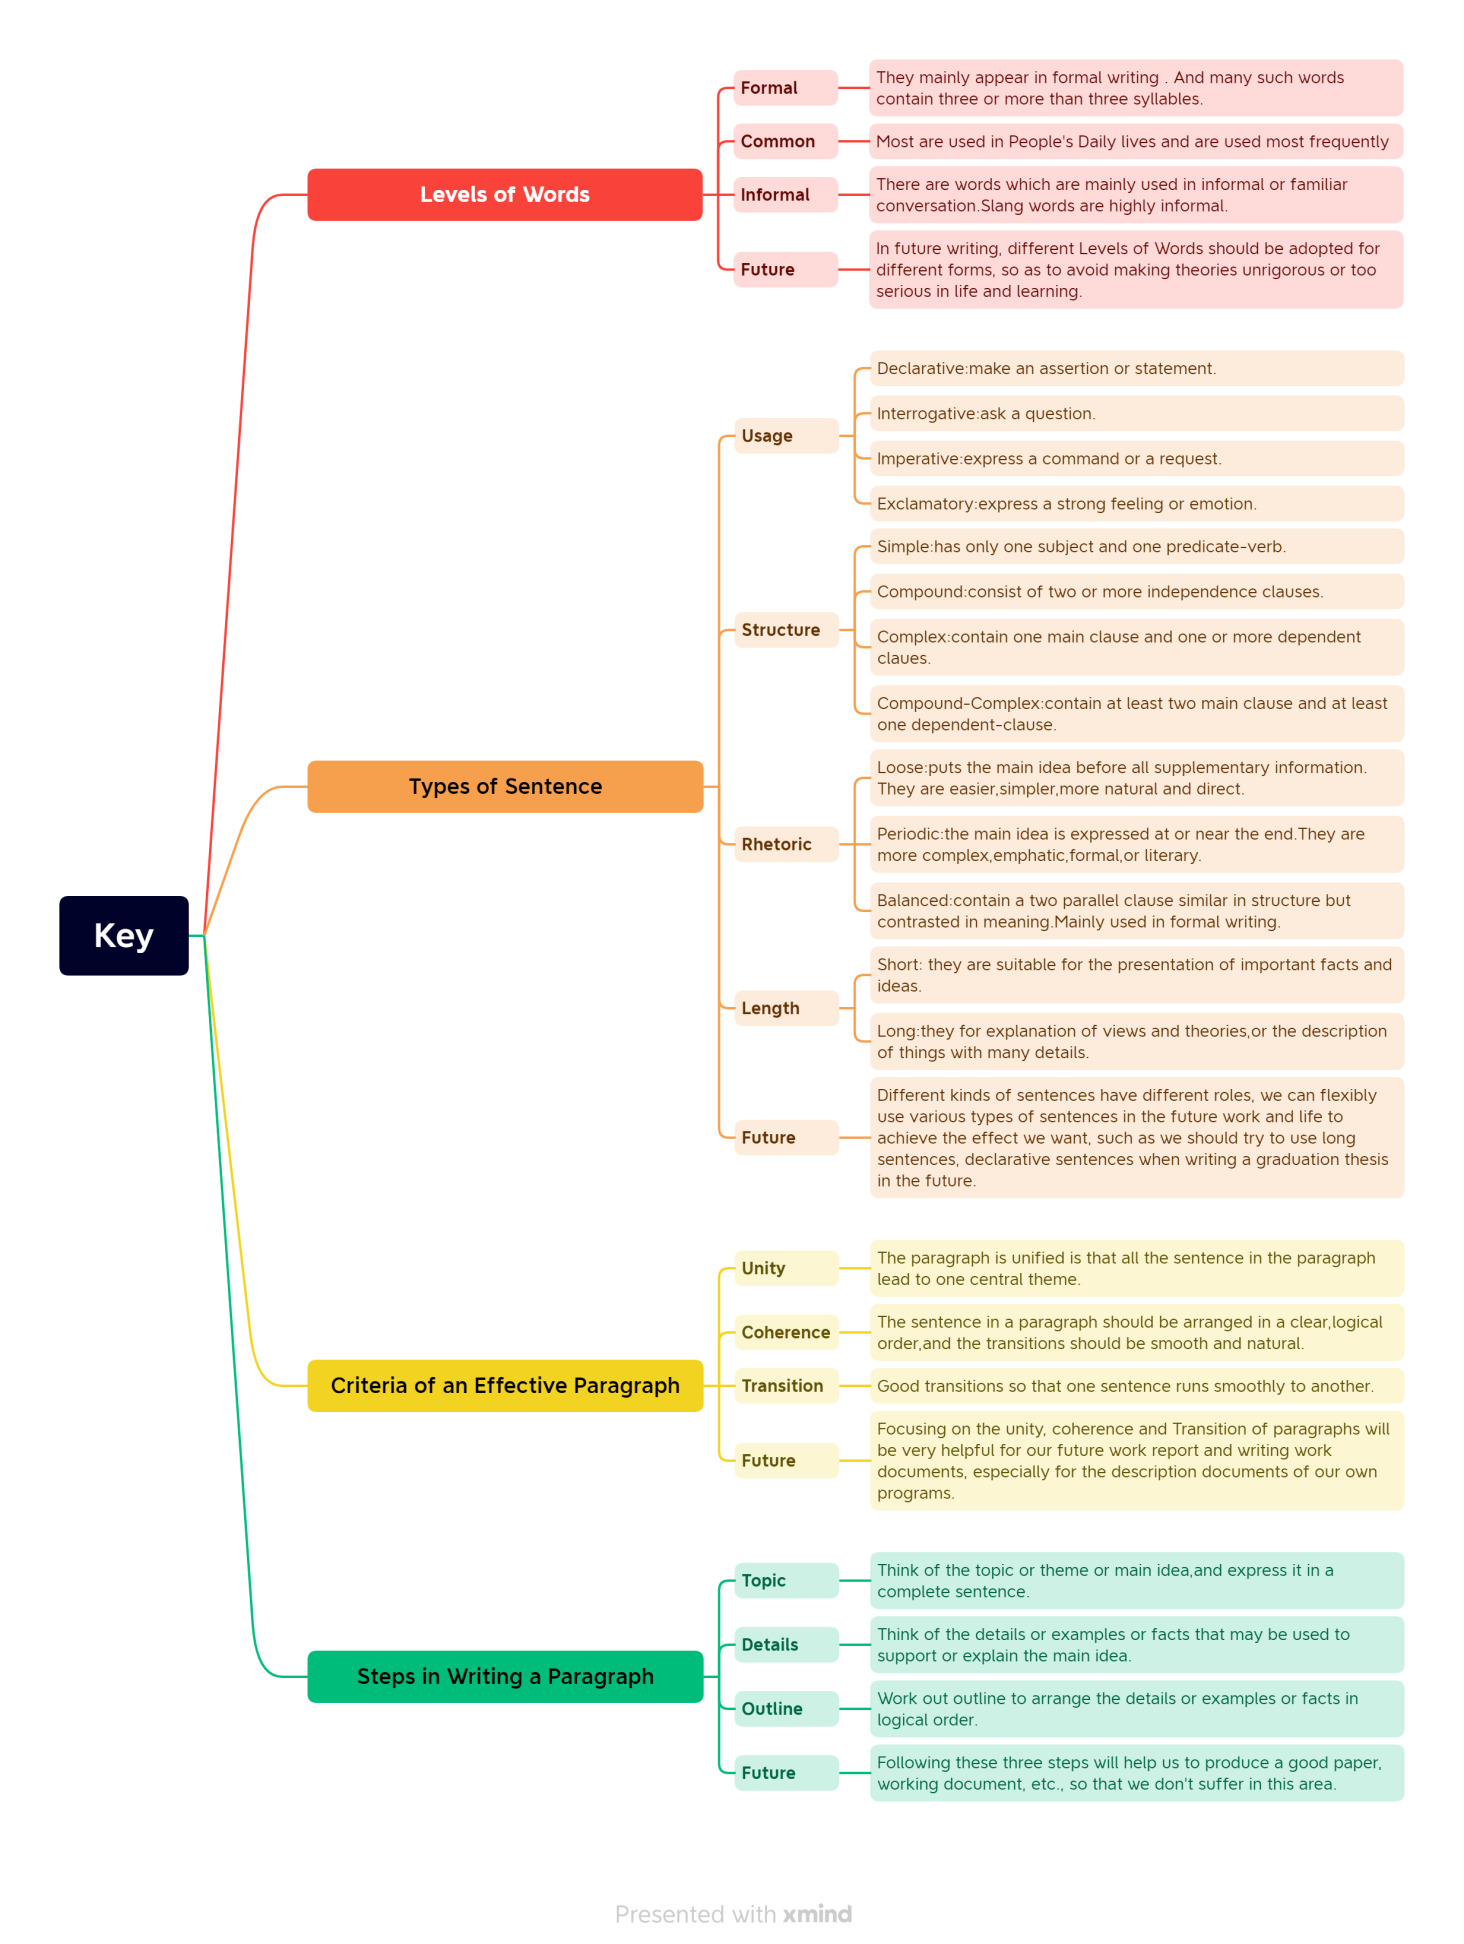 Key
Levels of Words
Formal
They mainly appear in formal writing . And many such words
contain three or more than three syllables.
Common
Most are used in People's Daily lives and are used most frequently
Informal
There are words which are mainly used in informal or familiar
conversation.Slang words are highly informal.
Future
In future writing, different Levels of Words should be adopted for
different forms, so as to avoid making theories unrigorous or too
serious in life and learning.
Types of Sentence
Usage
Declarative:make an assertion or statement.
Interrogative:ask a question.
Imperative:express a command or a request.
Exclamatory:express a strong feeling or emotion.
Structure
Simple:has only one subject and one predicate-verb.
Compound:consist of two or more independence clauses.
Complex:contain one main clause and one or more dependent
claues.
Compound-Complex:contain at least two main clause and at least
one dependent-clause.
Rhetoric
Loose:puts the main idea before all supplementary information.
They are easier,simpler,more natural and direct.
Periodic:the main idea is expressed at or near the end.They are
more complex,emphatic,formal,or literary.
Balanced:contain a two parallel clause similar in structure but
contrasted in meaning.Mainly used in formal writing.
Length
Short: they are suitable for the presentation of important facts and
ideas.
Long:they for explanation of views and theories,or the description
of things with many details.
Future
Different kinds of sentences have different roles, we can flexibly
use various types of sentences in the future work and life to
achieve the effect we want, such as we should try to use long
sentences, declarative sentences when writing a graduation thesis
in the future.
Criteria of an Effective Paragraph
Unity
The paragraph is unified is that all the sentence in the paragraph
lead to one central theme.
Coherence
The sentence in a paragraph should be arranged in a clear,logical
order,and the transitions should be smooth and natural.
Transition
Good transitions so that one sentence runs smoothly to another.
Future
Focusing on the unity, coherence and Transition of paragraphs will
be very helpful for our future work report and writing work
documents, especially for the description documents of our own
programs.
Steps in Writing a Paragraph
Topic
Think of the topic or theme or main idea,and express it in a
complete sentence.
Details
Think of the details or examples or facts that may be used to
support or explain the main idea.
Outline
Work out outline to arrange the details or examples or facts in
logical order.
Future
Following these three steps will help us to produce a good paper,
working document, etc., so that we don't suffer in this area.
Presented with xmind